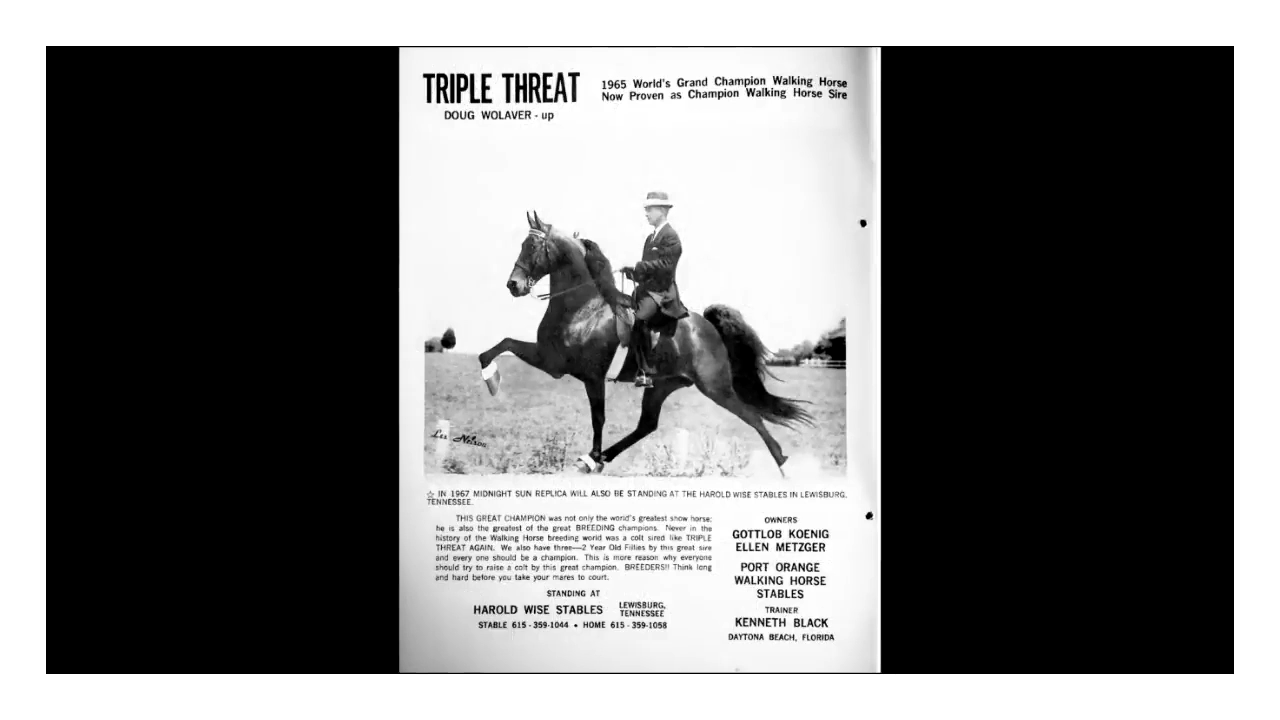 TRIPLE THREAT
DOUG WOLAVER - up
1965 World's Grand Champion Walking Horse
Now Proven as Champion Walking Horse Sire
Les Nelson
☆ IN 1967 MIDNIGHT SUN REPLICA WILL ALSO BE STANDING AT THE HAROLD WISE STABLES IN LEWISBURG,
TENNESSEE.
THIS GREAT CHAMPION was not only the world's greatest show horse;
he is also the greatest of the great BREEDING champions. Never in the
history of the Walking Horse breeding world was a colt sired like TRIPLE
THREAT AGAIN. We also have three—2 Year Old Fillies by this great sire
and every one should be a champion. This is more reason why everyone
should try to raise a colt by this great champion. BREEDERS!! Think long
and hard before you take your mares to court.
STANDING AT
HAROLD WISE STABLES
LEWISBURG,
TENNESSEE
STABLE 615 - 359-1044 • HOME 615 - 359-1058
OWNERS
GOTTLOB KOENIG
ELLEN METZGER
PORT ORANGE
WALKING HORSE
STABLES
TRAINER
KENNETH BLACK
DAYTONA BEACH, FLORIDA